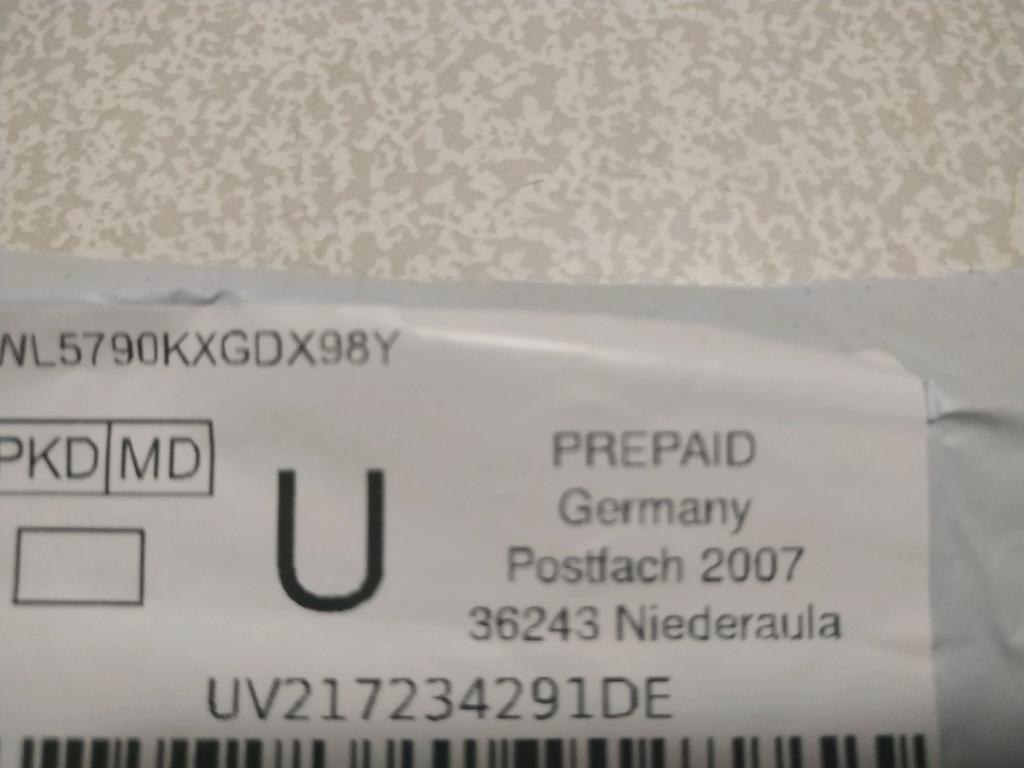 WL5790KXGDX98Y
PKD MD
U
PREPAID
Germany
Postfach 2007
36243 Niederaula
UV217234291DE